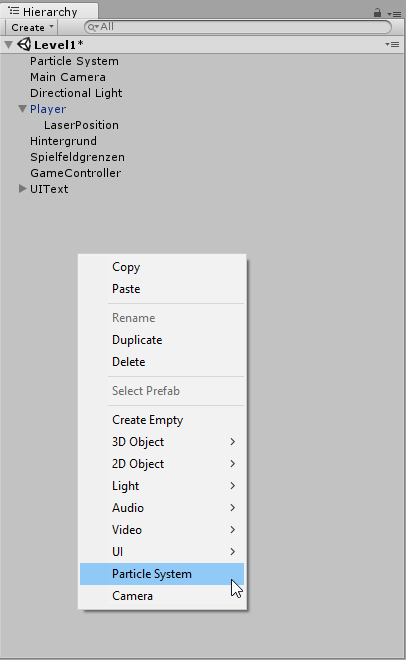 Hierarchy
Create
All
Level1*
Particle System
Main Camera
Directional Light
Player
LaserPosition
Hintergrund
Spielfeldgrenzen
GameController
UIText
Copy
Paste
Rename
Duplicate
Delete
Select Prefab
Create Empty
3D Object
2D Object
Light
Audio
Video
UI
Particle System
Camera